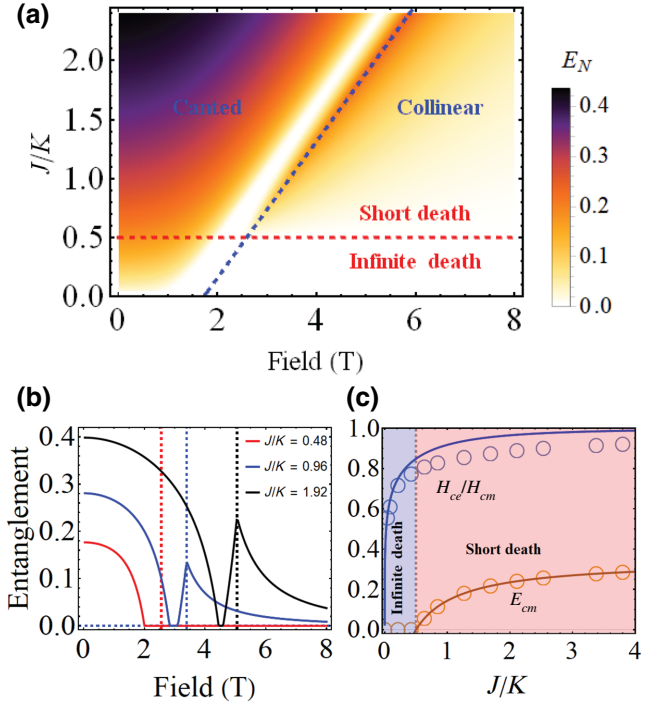 (a)
E_N
2.0
1.5
1.0
0.5
0.0
J/K
Canted
Collinear
Short death
Infinite death
0 2 4 6 8
Field (T)
0.4
0.3
0.2
0.1
0.0
(b)
0.4
0.3
0.2
0.1
0.0
Entanglement
J/K = 0.48
J/K = 0.96
J/K = 1.92
0 2 4 6 8
Field (T)
(c)
1.0
0.8
0.6
0.4
0.2
0.0
H_ce/H_cm
Infinite death
Short death
E_cm
0 1 2 3 4
J/K